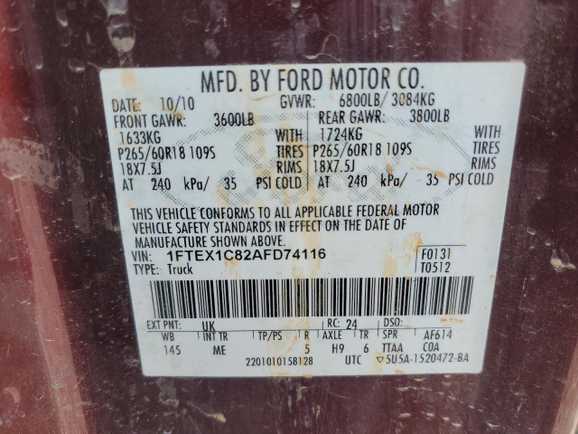 MFD. BY FORD MOTOR CO.
DATE: 10/10 GVWR: 6800LB/ 3084KG
FRONT GAWR: 3600LB REAR GAWR: 3800LB
1633KG WITH 1724KG WITH
P265/60R18 109S TIRES P265/60R18 109S TIRES
18X7.5J RIMS 18X7.5J RIMS
AT 240 kPa/ 35 PSI COLD AT 240 kPa/ 35 PSI COLD
THIS VEHICLE CONFORMS TO ALL APPLICABLE FEDERAL MOTOR
VEHICLE SAFETY STANDARDS IN EFFECT ON THE DATE OF
MANUFACTURE SHOWN ABOVE.
VIN: 1FTEX1C82AFD74116 F0131
TYPE: Truck T0512
EXT PNT: UK RC: 24 DSO:
WB INT TR TP/PS R AXLE TR SPR AF614
145 ME 5 H9 6 TTAA COA
2201010158128 UTC ▽5U5A-1520472-BA